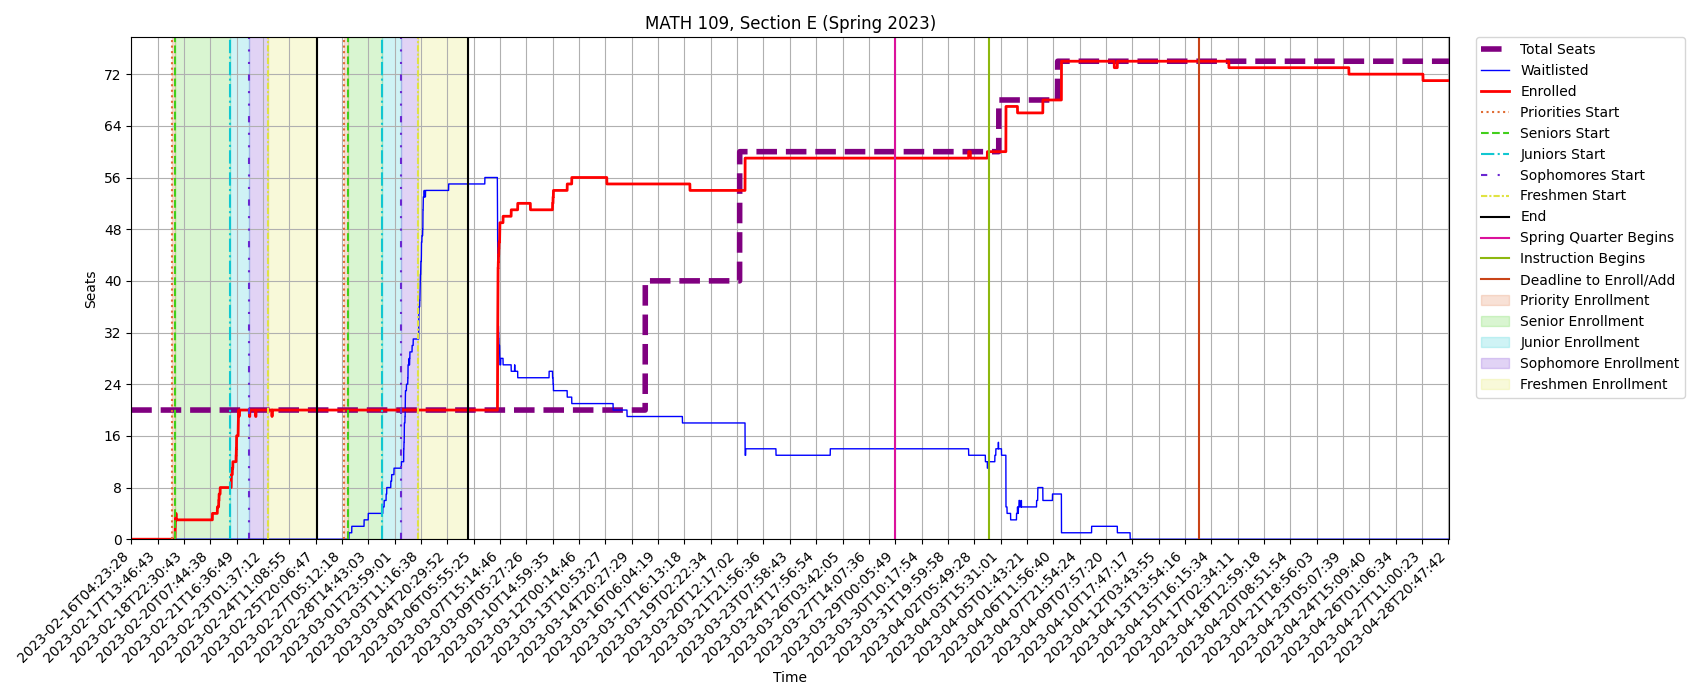 MATH 109, Section E (Spring 2023)
Seats
72
64
56
48
40
32
24
16
8
0
2023-02-16T04:23:28
2023-02-17T13:46:43
2023-02-18T22:30:43
2023-02-20T07:44:38
2023-02-21T16:36:49
2023-02-23T01:37:12
2023-02-24T11:08:55
2023-02-25T20:06:47
2023-02-27T05:12:18
2023-02-28T14:43:03
2023-03-01T23:59:01
2023-03-03T11:16:38
2023-03-04T20:29:52
2023-03-06T05:55:25
2023-03-07T15:14:46
2023-03-09T05:27:26
2023-03-10T14:59:35
2023-03-12T00:14:46
2023-03-13T10:53:27
2023-03-14T20:27:29
2023-03-16T06:04:19
2023-03-17T16:13:18
2023-03-19T02:22:34
2023-03-20T12:17:02
2023-03-21T21:56:36
2023-03-23T07:58:43
2023-03-24T17:56:54
2023-03-26T03:42:05
2023-03-27T14:07:36
2023-03-29T00:05:49
2023-03-30T10:17:54
2023-03-31T19:59:58
2023-04-02T05:49:28
2023-04-03T15:31:01
2023-04-05T01:43:21
2023-04-06T11:56:40
2023-04-07T21:54:24
2023-04-09T07:57:20
2023-04-10T17:47:17
2023-04-12T03:43:55
2023-04-13T13:54:16
2023-04-15T16:15:34
2023-04-17T02:34:11
2023-04-18T12:59:18
2023-04-20T08:51:54
2023-04-21T18:56:03
2023-04-23T05:07:39
2023-04-24T15:09:40
2023-04-26T01:06:34
2023-04-27T11:00:23
2023-04-28T20:47:42
Time
Total Seats
Waitlisted
Enrolled
Priorities Start
Seniors Start
Juniors Start
Sophomores Start
Freshmen Start
End
Spring Quarter Begins
Instruction Begins
Deadline to Enroll/Add
Priority Enrollment
Senior Enrollment
Junior Enrollment
Sophomore Enrollment
Freshmen Enrollment